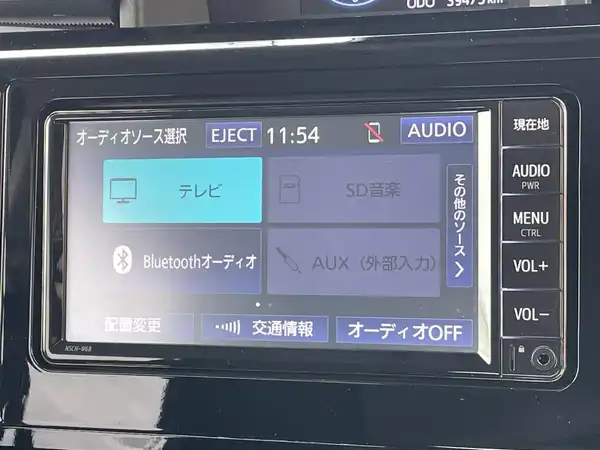 ODO 39475 km
オーディオソース選択 EJECT 11:54 AUDIO
テレビ
SD音楽
Bluetoothオーディオ
AUX（外部入力）
その他のソース
配置変更
交通情報
オーディオOFF
NSCN-W68
現在地
AUDIO
PWR
MENU
CTRL
VOL+
VOL−